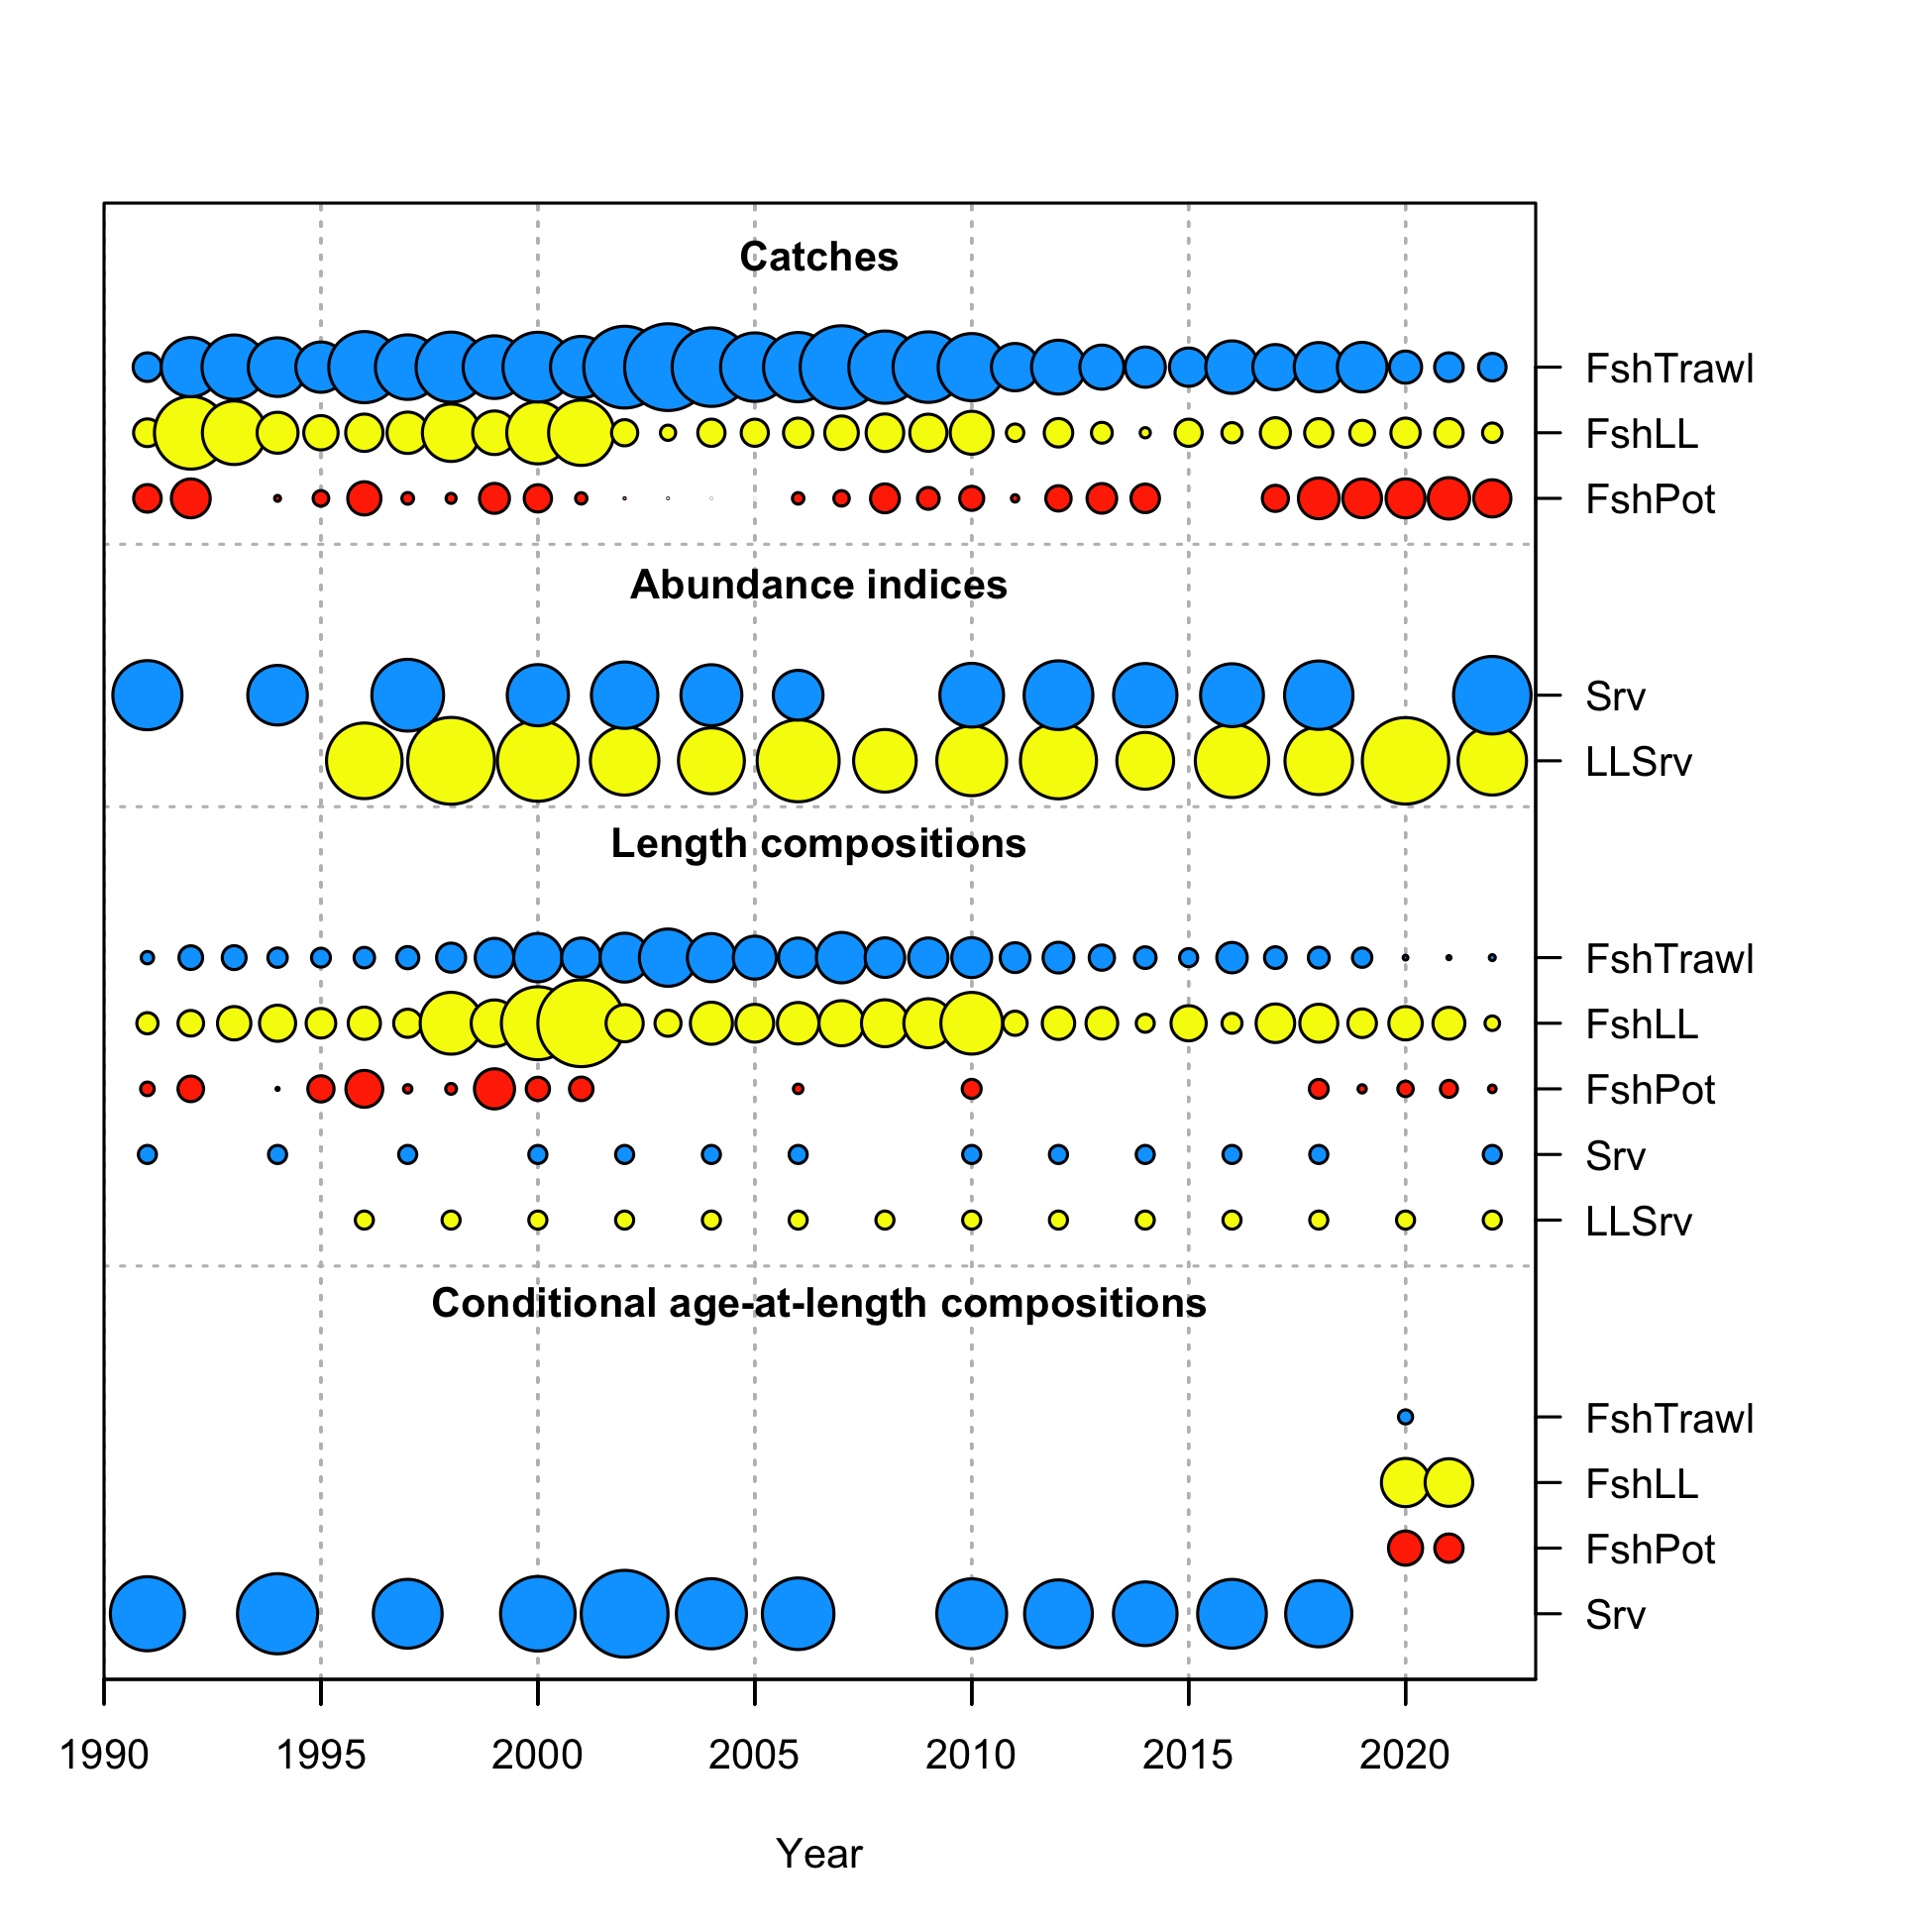 Catches
FshTrawl
FshLL
FshPot
Abundance indices
Srv
LLSrv
Length compositions
FshTrawl
FshLL
FshPot
Srv
LLSrv
Conditional age-at-length compositions
FshTrawl
FshLL
FshPot
Srv
1990 1995 2000 2005 2010 2015 2020
Year